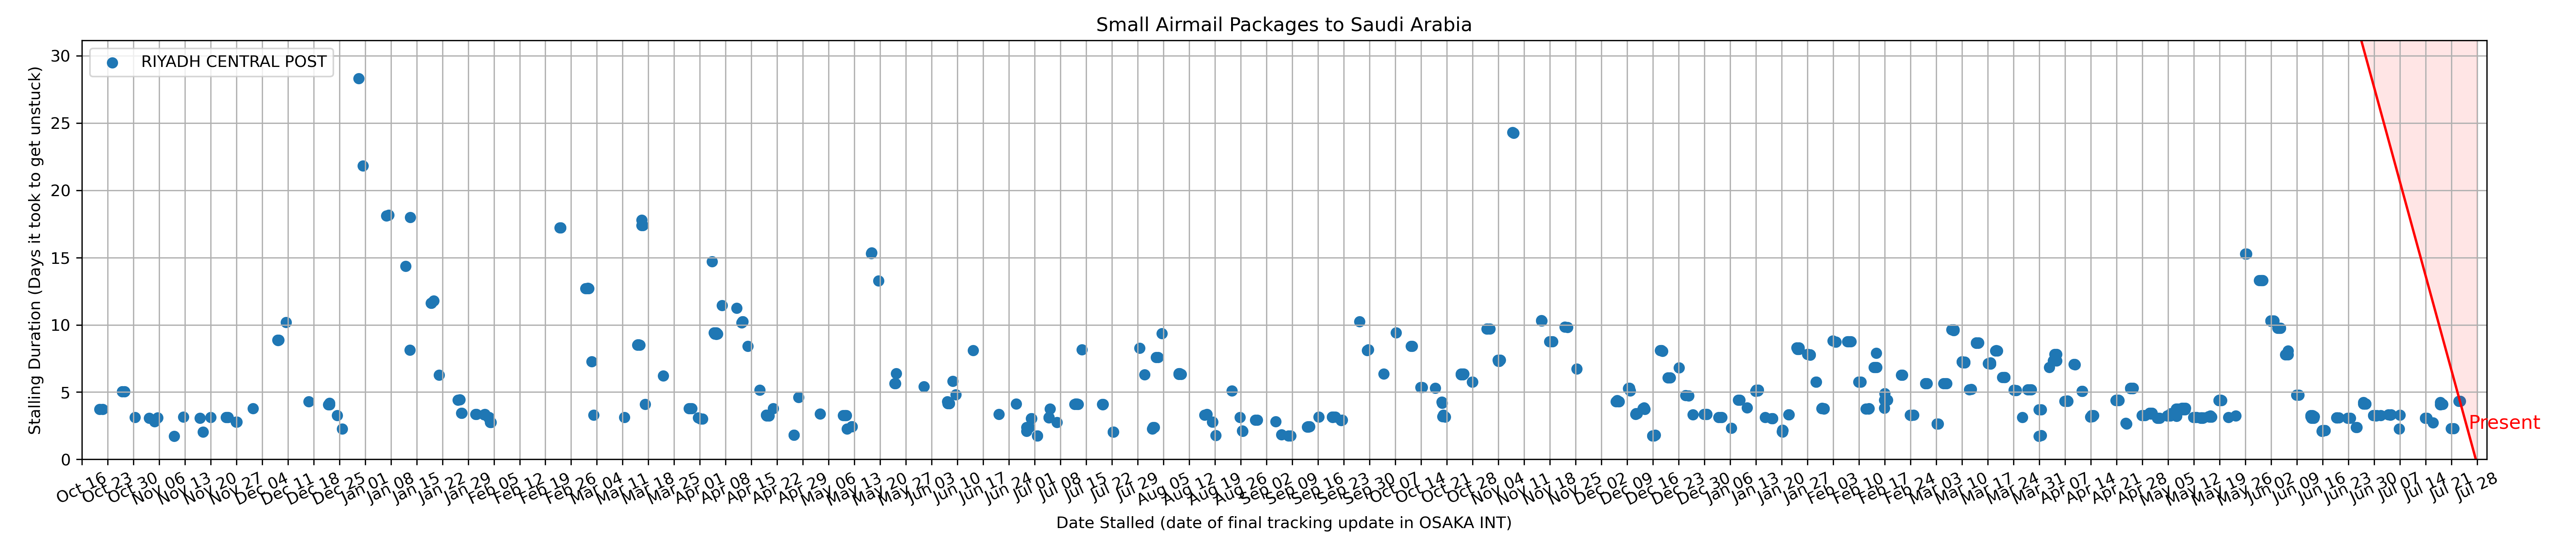 Small Airmail Packages to Saudi Arabia
RIYADH CENTRAL POST
Stalling Duration (Days it took to get unstuck)
30
25
20
15
10
5
0
Present
Oct 16
Oct 23
Oct 30
Nov 06
Nov 13
Nov 20
Nov 27
Dec 04
Dec 11
Dec 18
Dec 25
Jan 01
Jan 08
Jan 15
Jan 22
Jan 29
Feb 05
Feb 12
Feb 19
Feb 26
Mar 04
Mar 11
Mar 18
Mar 25
Apr 01
Apr 08
Apr 15
Apr 22
Apr 29
May 06
May 13
May 20
May 27
Jun 03
Jun 10
Jun 17
Jun 24
Jul 01
Jul 08
Jul 15
Jul 22
Jul 29
Aug 05
Aug 12
Aug 19
Aug 26
Sep 02
Sep 09
Sep 16
Sep 23
Sep 30
Oct 07
Oct 14
Oct 21
Oct 28
Nov 04
Nov 11
Nov 18
Nov 25
Dec 02
Dec 09
Dec 16
Dec 23
Dec 30
Jan 06
Jan 13
Jan 20
Jan 27
Feb 03
Feb 10
Feb 17
Feb 24
Mar 03
Mar 10
Mar 17
Mar 24
Mar 31
Apr 07
Apr 14
Apr 21
Apr 28
May 05
May 12
May 19
May 26
Jun 02
Jun 09
Jun 16
Jun 23
Jun 30
Jul 07
Jul 14
Jul 21
Jul 28
Date Stalled (date of final tracking update in OSAKA INT)